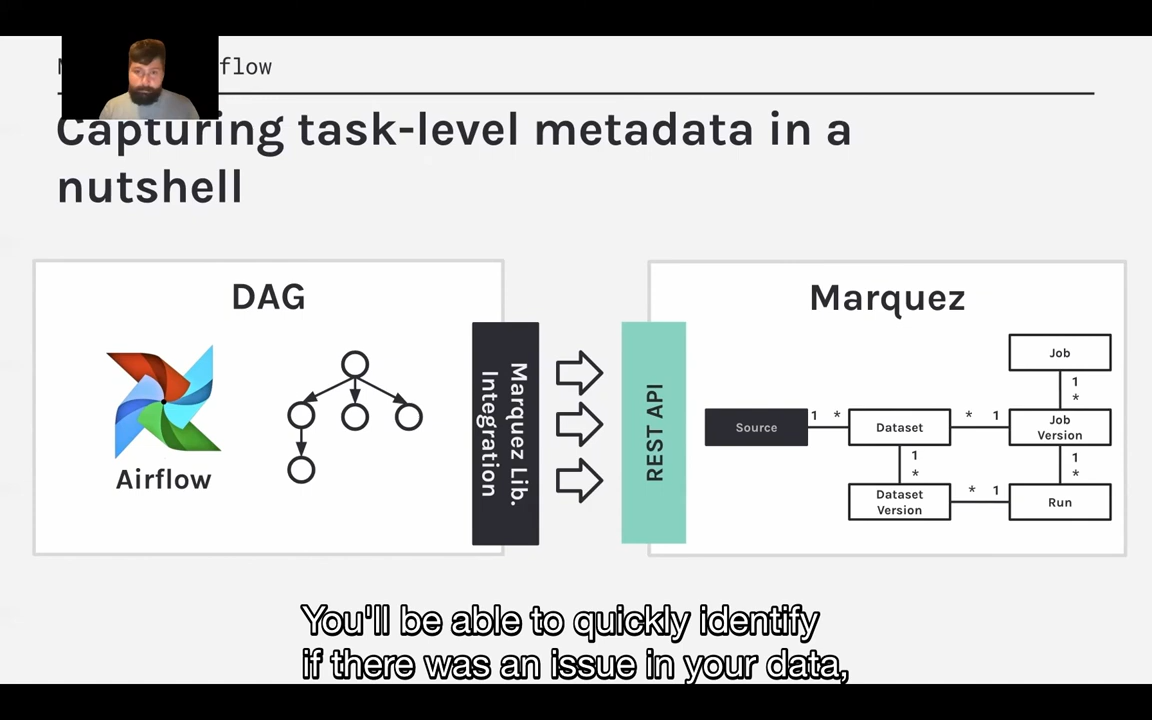 flow
Capturing task-level metadata in a
nutshell
DAG
Airflow
Marquez Lib.
Integration
REST API
Marquez
Job
1
*
Source
1 *
Dataset
* 1
Job
Version
1
*
1
*
Dataset
Version
* 1
Run
You'll be able to quickly identify
if there was an issue in your data,